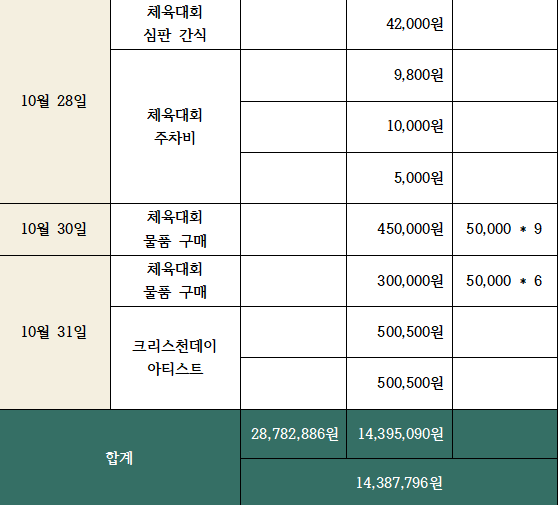 체육대회
심판 간식
42,000원
10월 28일
체육대회
주차비
9,800원
10,000원
5,000원
10월 30일
체육대회
물품 구매
450,000원
50,000 * 9
10월 31일
체육대회
물품 구매
300,000원
50,000 * 6
크리스천데이
아티스트
500,500원
500,500원
합계
28,782,886원
14,395,090원
14,387,796원